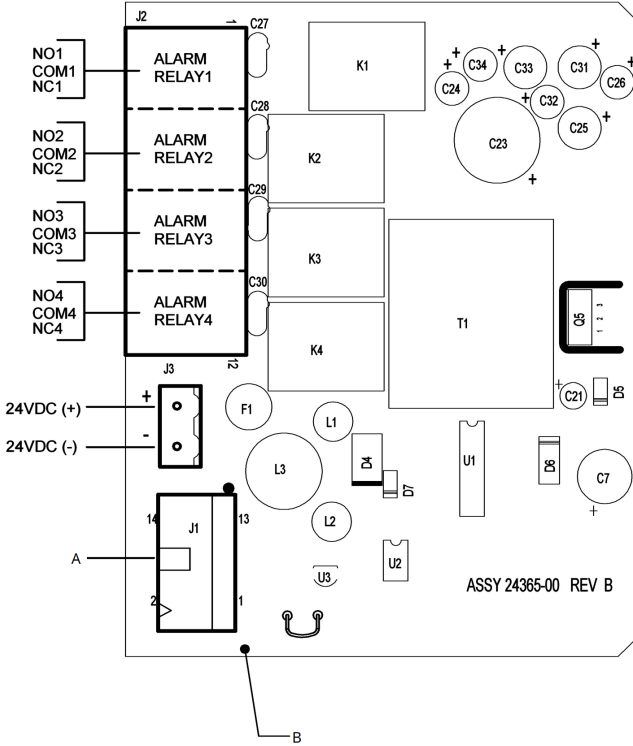 J2
1
C27
NO1
COM1
NC1
ALARM
RELAY1
K1
C34
C33
C31
C24
C26
C32
C28
NO2
COM2
NC2
ALARM
RELAY2
K2
C23
C25
C29
NO3
COM3
NC3
ALARM
RELAY3
K3
C30
NO4
COM4
NC4
ALARM
RELAY4
K4
T1
Q5
1 2 3
12
J3
+
24VDC (+)
-
24VDC (-)
F1
L1
C21
D5
L3
D4
D7
U1
D6
C7
14
J1
13
L2
A
U2
U3
2
1
ASSY 24365-00 REV B
B